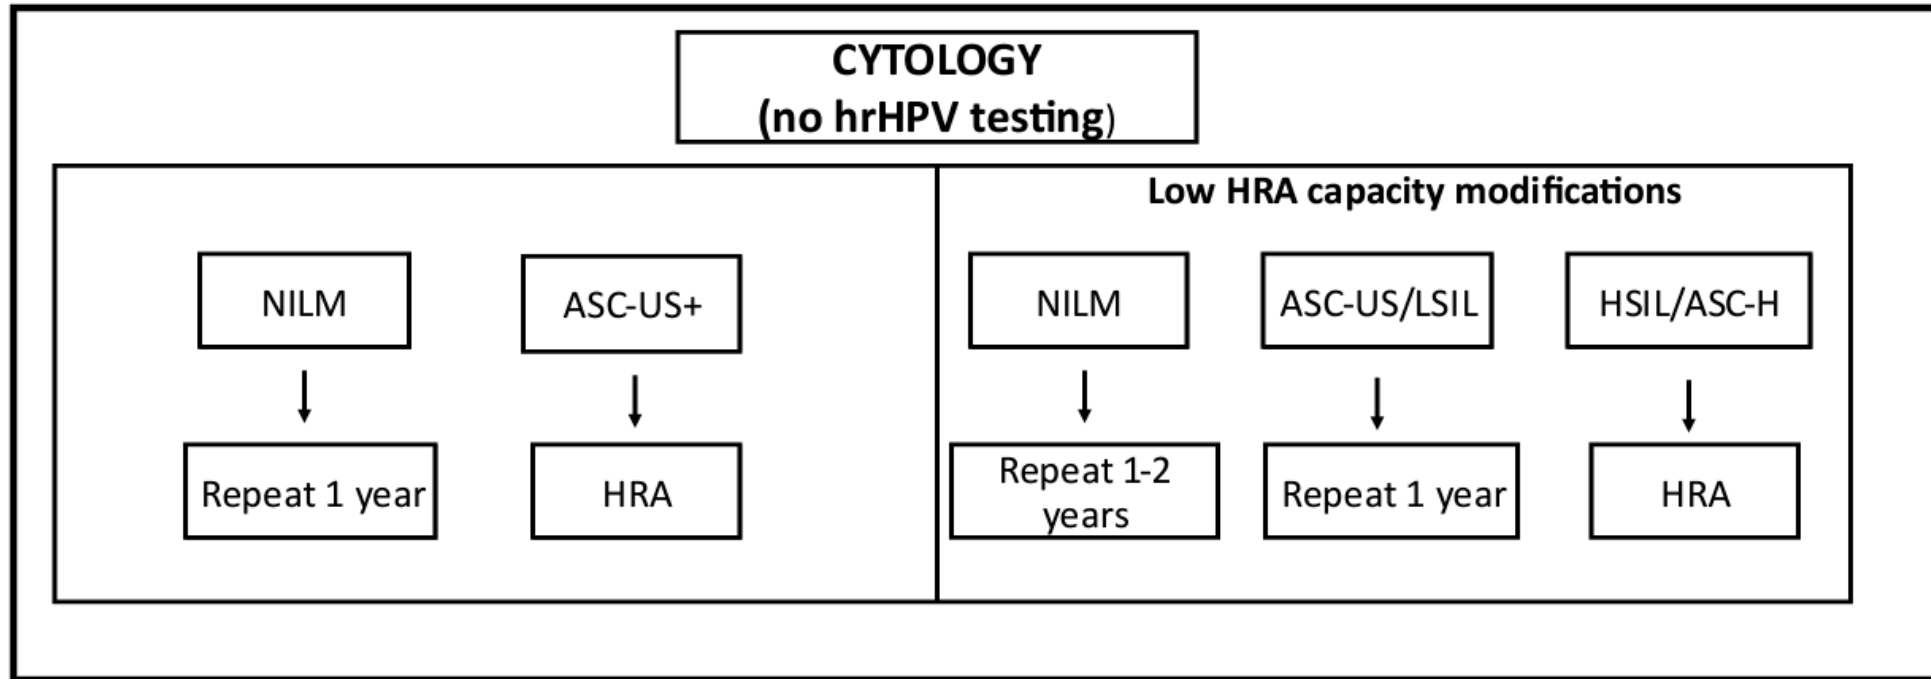 CYTOLOGY
(no hrHPV testing)
Low HRA capacity modifications
NILM
ASC-US+
NILM
ASC-US/LSIL
HSIL/ASC-H
Repeat 1 year
HRA
Repeat 1-2
years
Repeat 1 year
HRA